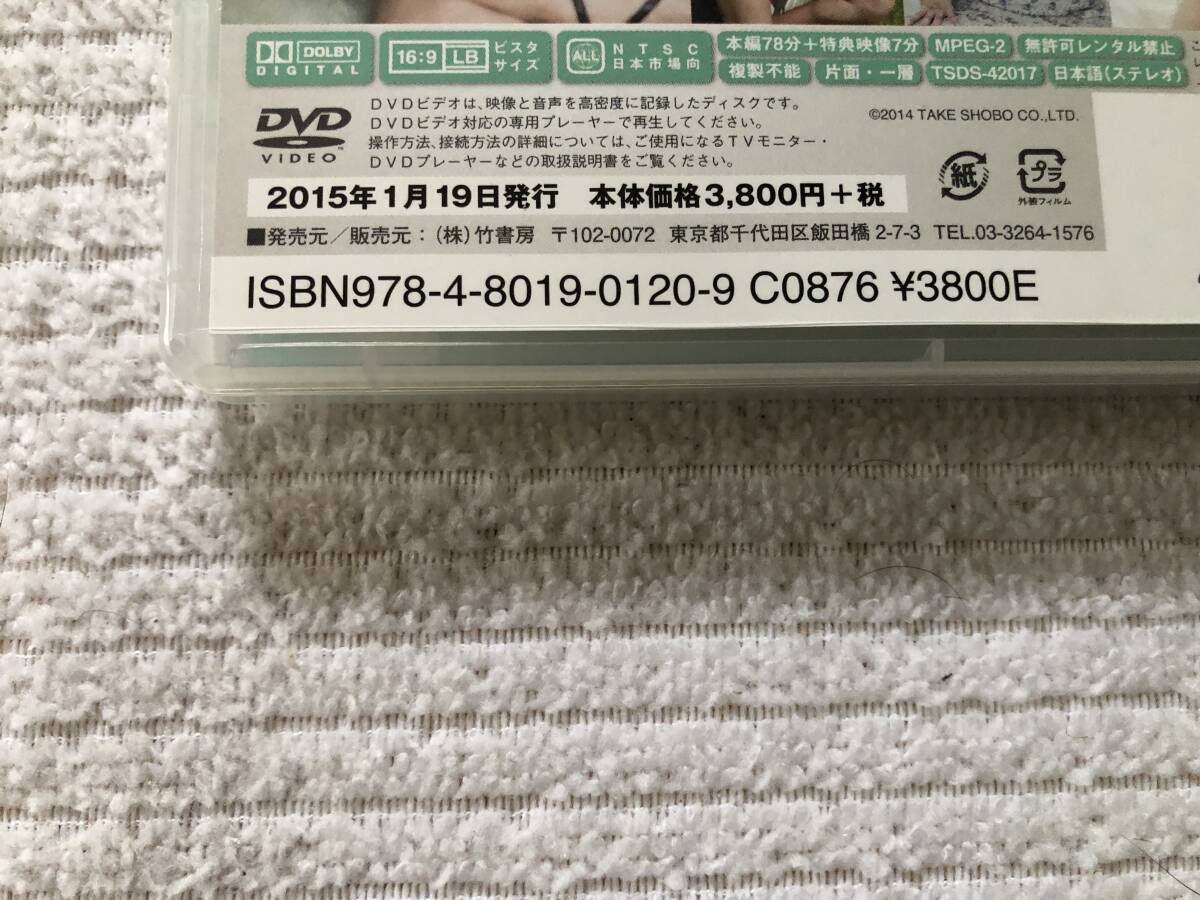 DOLBY DIGITAL
16:9 LB ビスタサイズ
ALL NTSC 日本市場向
本編78分+特典映像7分 MPEG-2 無許可レンタル禁止
複製不能 片面・一層 TSDS-42017 日本語(ステレオ)
DVD VIDEO
DVDビデオは、映像と音声を高密度に記録したディスクです。
DVDビデオ対応の専用プレーヤーで再生してください。
操作方法、接続方法の詳細については、ご使用になるTVモニター・
DVDプレーヤーなどの取扱説明書をご覧ください。
©2014 TAKE SHOBO CO.,LTD.
紙
プラ
外装フィルム
2015年1月19日発行 本体価格3,800円+税
■発売元/販売元:(株)竹書房 〒102-0072 東京都千代田区飯田橋2-7-3 TEL.03-3264-1576
ISBN978-4-8019-0120-9 C0876 ¥3800E